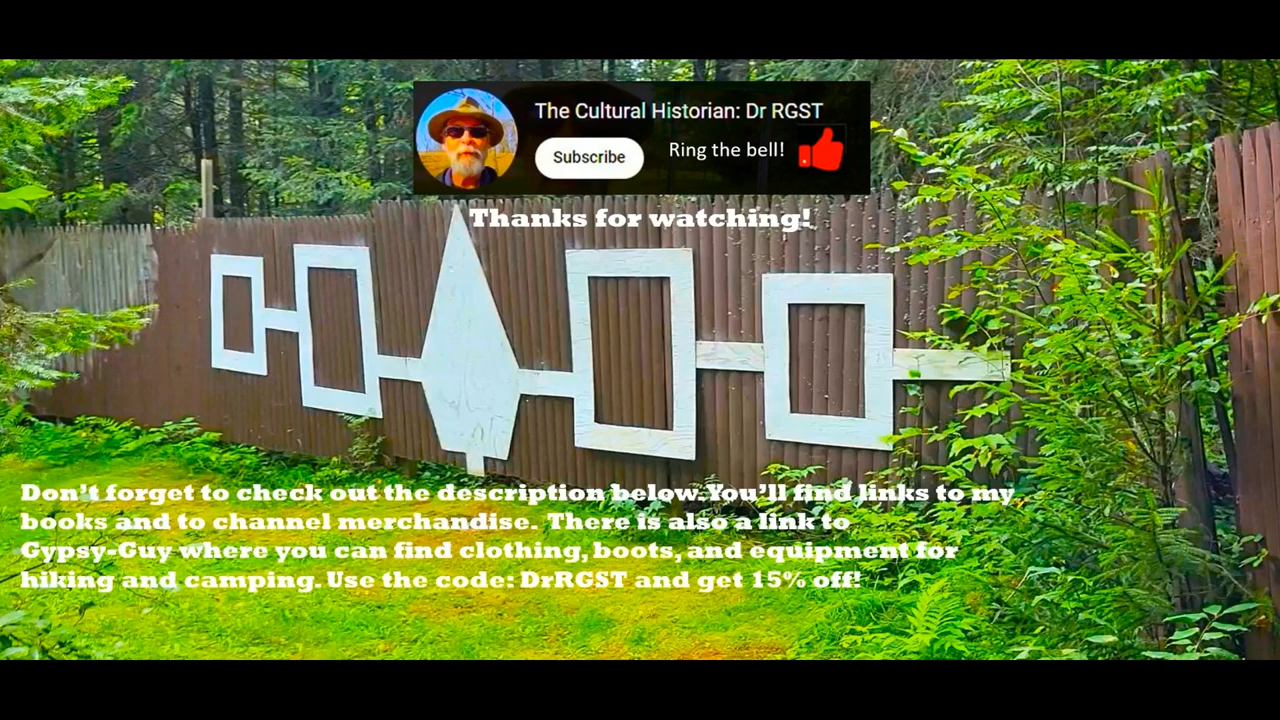 The Cultural Historian: Dr RGST
Subscribe
Ring the bell!
Thanks for watching!
Don't forget to check out the description below.You'll find links to my
books and to channel merchandise. There is also a link to
Gypsy-Guy where you can find clothing, boots, and equipment for
hiking and camping. Use the code: DrRGST and get 15% off!